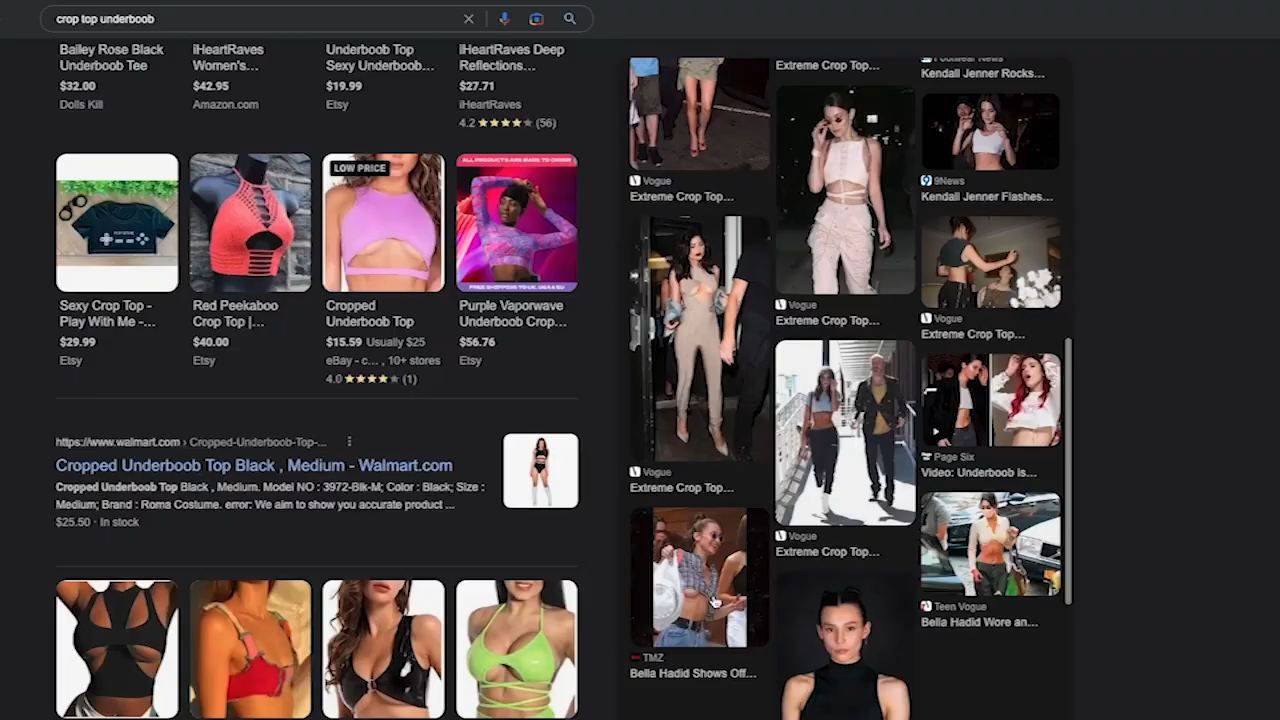 crop top underboob
Bailey Rose Black
Underboob Tee
$32.00
Dolls Kill
iHeartRaves
Women's...
$42.95
Amazon.com
Underboob Top
Sexy Underboob...
$19.99
Etsy
iHeartRaves Deep
Reflections...
$27.71
iHeartRaves
4.2 ★★★★★ (56)
LOW PRICE
ALL PRODUCTS ARE MADE TO ORDER
Sexy Crop Top -
Play With Me -...
$29.99
Etsy
Red Peekaboo
Crop Top |...
$40.00
Etsy
Cropped
Underboob Top
$15.59 Usually $25
eBay - c... , 10+ stores
4.0 ★★★★★ (1)
Purple Vaporwave
Underboob Crop...
$56.76
Etsy
https://www.walmart.com › Cropped-Underboob-Top-...
Cropped Underboob Top Black , Medium - Walmart.com
Cropped Underboob Top Black , Medium. Model NO : 3972-Blk-M; Color : Black; Size :
Medium; Brand : Roma Costume. error: We aim to show you accurate product ...
$25.50 · In stock
Vogue
Extreme Crop Top...
Vogue
Extreme Crop Top...
TMZ
Bella Hadid Shows Off...
Extreme Crop Top...
Vogue
Extreme Crop Top...
Vogue
Extreme Crop Top...
Footwear News
Kendall Jenner Rocks...
9News
Kendall Jenner Flashes...
Vogue
Extreme Crop Top...
Page Six
Video: Underboob is...
Teen Vogue
Bella Hadid Wore an...